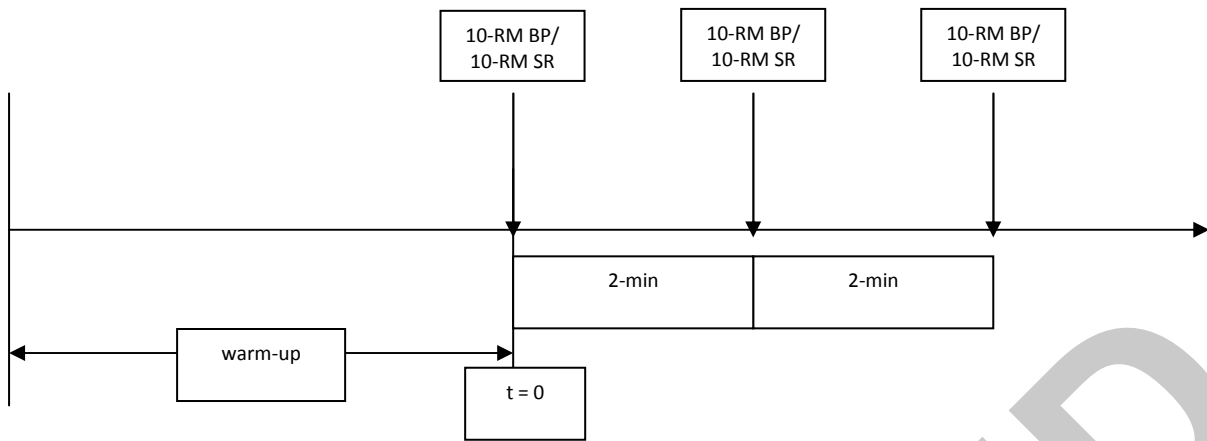 10-RM BP/
10-RM SR
10-RM BP/
10-RM SR
10-RM BP/
10-RM SR
2-min
2-min
warm-up
t = 0